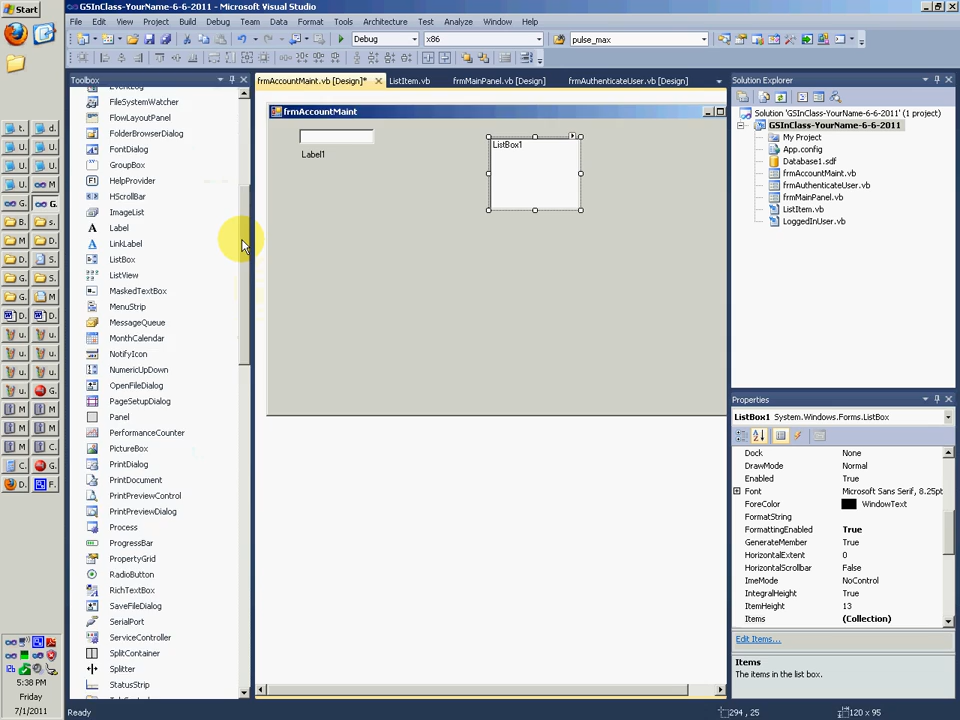 Start
GSInClass-YourName-6-6-2011 - Microsoft Visual Studio
File Edit View Project Build Debug Team Data Format Tools Architecture Test Analyze Window Help
Debug x86 pulse_max
Toolbox
frmAccountMaint.vb [Design]* ListItem.vb frmMainPanel.vb [Design] frmAuthenticateUser.vb [Design]
Solution Explorer
EventLog
FileSystemWatcher
FlowLayoutPanel
FolderBrowserDialog
FontDialog
GroupBox
HelpProvider
HScrollBar
ImageList
Label
LinkLabel
ListBox
ListView
MaskedTextBox
MenuStrip
MessageQueue
MonthCalendar
NotifyIcon
NumericUpDown
OpenFileDialog
PageSetupDialog
Panel
PerformanceCounter
PictureBox
PrintDialog
PrintDocument
PrintPreviewControl
PrintPreviewDialog
Process
ProgressBar
PropertyGrid
RadioButton
RichTextBox
SaveFileDialog
SerialPort
ServiceController
SplitContainer
Splitter
StatusStrip
frmAccountMaint
Label1
ListBox1
Solution 'GSInClass-YourName-6-6-2011' (1 project)
GSInClass-YourName-6-6-2011
My Project
App.config
Database1.sdf
frmAccountMaint.vb
frmAuthenticateUser.vb
frmMainPanel.vb
ListItem.vb
LoggedInUser.vb
Properties
ListBox1 System.Windows.Forms.ListBox
Dock None
DrawMode Normal
Enabled True
Font Microsoft Sans Serif, 8.25pt
ForeColor WindowText
FormatString
FormattingEnabled True
GenerateMember True
HorizontalExtent 0
HorizontalScrollbar False
ImeMode NoControl
IntegralHeight True
ItemHeight 13
Items (Collection)
Edit Items...
Items
The items in the list box.
5:38 PM
Friday
7/1/2011
Ready
294 , 25
120 x 95